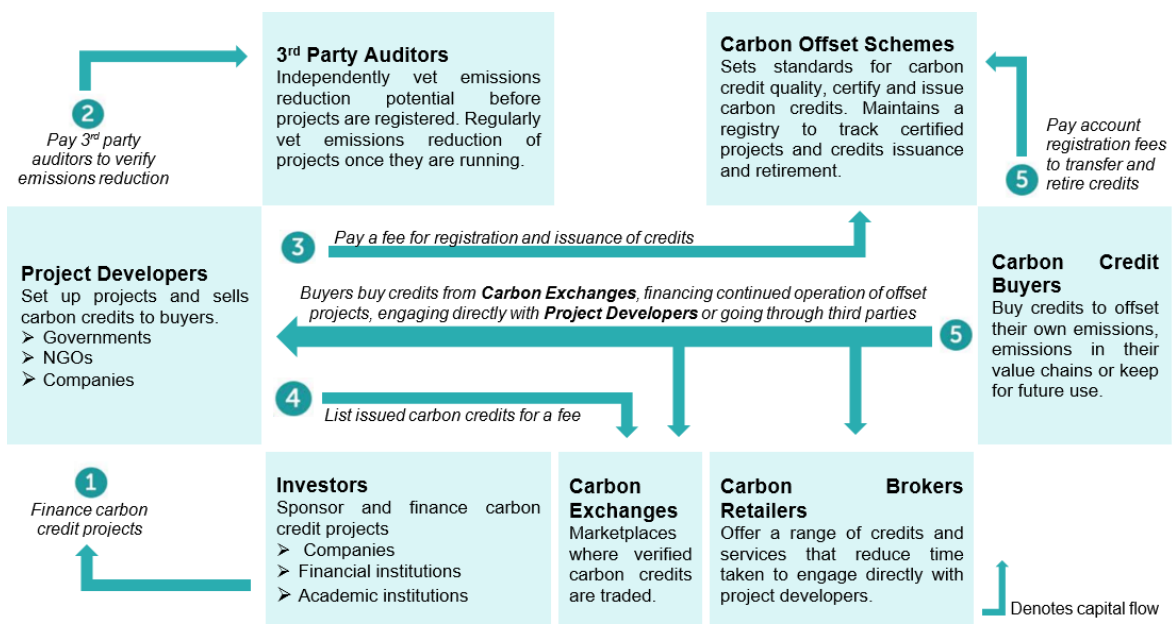 2
Pay 3rd party
auditors to verify
emissions reduction
3rd Party Auditors
Independently vet emissions
reduction potential before
projects are registered. Regularly
vet emissions reduction of
projects once they are running.
Carbon Offset Schemes
Sets standards for carbon
credit quality, certify and issue
carbon credits. Maintains a
registry to track certified
projects and credits issuance
and retirement.
Pay account
registration fees
to transfer and
retire credits
5
Project Developers
Set up projects and sells
carbon credits to buyers.
➢ Governments
➢ NGOs
➢ Companies
3
Pay a fee for registration and issuance of credits
Buyers buy credits from Carbon Exchanges, financing continued operation of offset
projects, engaging directly with Project Developers or going through third parties
5
4
List issued carbon credits for a fee
Carbon Credit
Buyers
Buy credits to offset
their own emissions,
emissions in their
value chains or keep
for future use.
1
Finance carbon
credit projects
Investors
Sponsor and finance carbon
credit projects
➢ Companies
➢ Financial institutions
➢ Academic institutions
Carbon
Exchanges
Marketplaces
where verified
carbon credits
are traded.
Carbon Brokers
Retailers
Offer a range of credits and
services that reduce time
taken to engage directly with
project developers.
Denotes capital flow